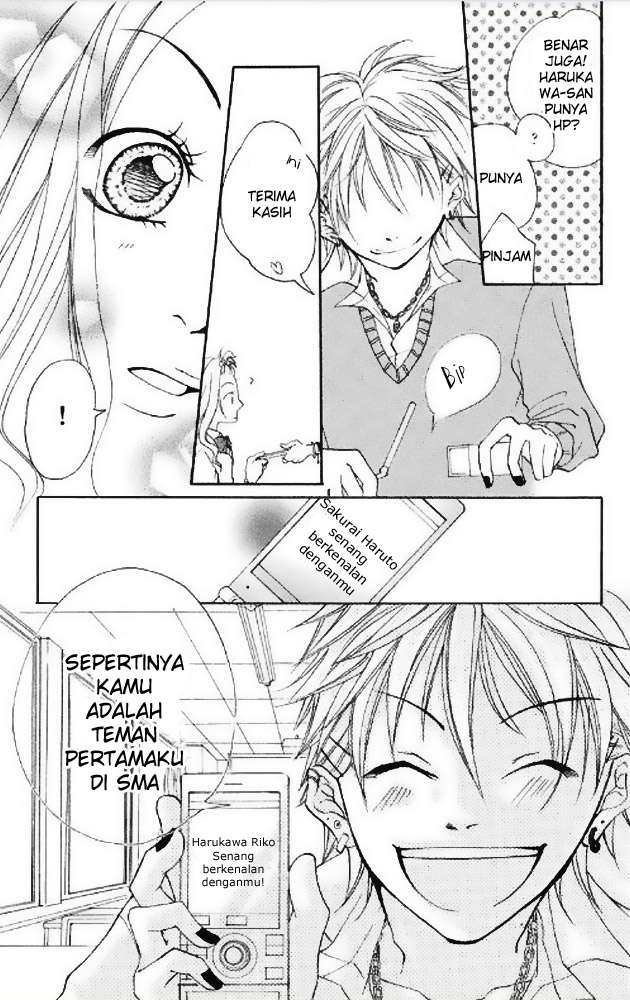 BENAR
JUGA!
HARUKA
WA-SAN
PUNYA
HP?
?
PUNYA
PINJAM
Bip
hi
TERIMA
KASIH
!
Sakurai Haruto
senang
berkenalan
denganmu
SEPERTINYA
KAMU
ADALAH
TEMAN
PERTAMAKU
DI SMA
Harukawa Riko
Senang
berkenalan
denganmu!